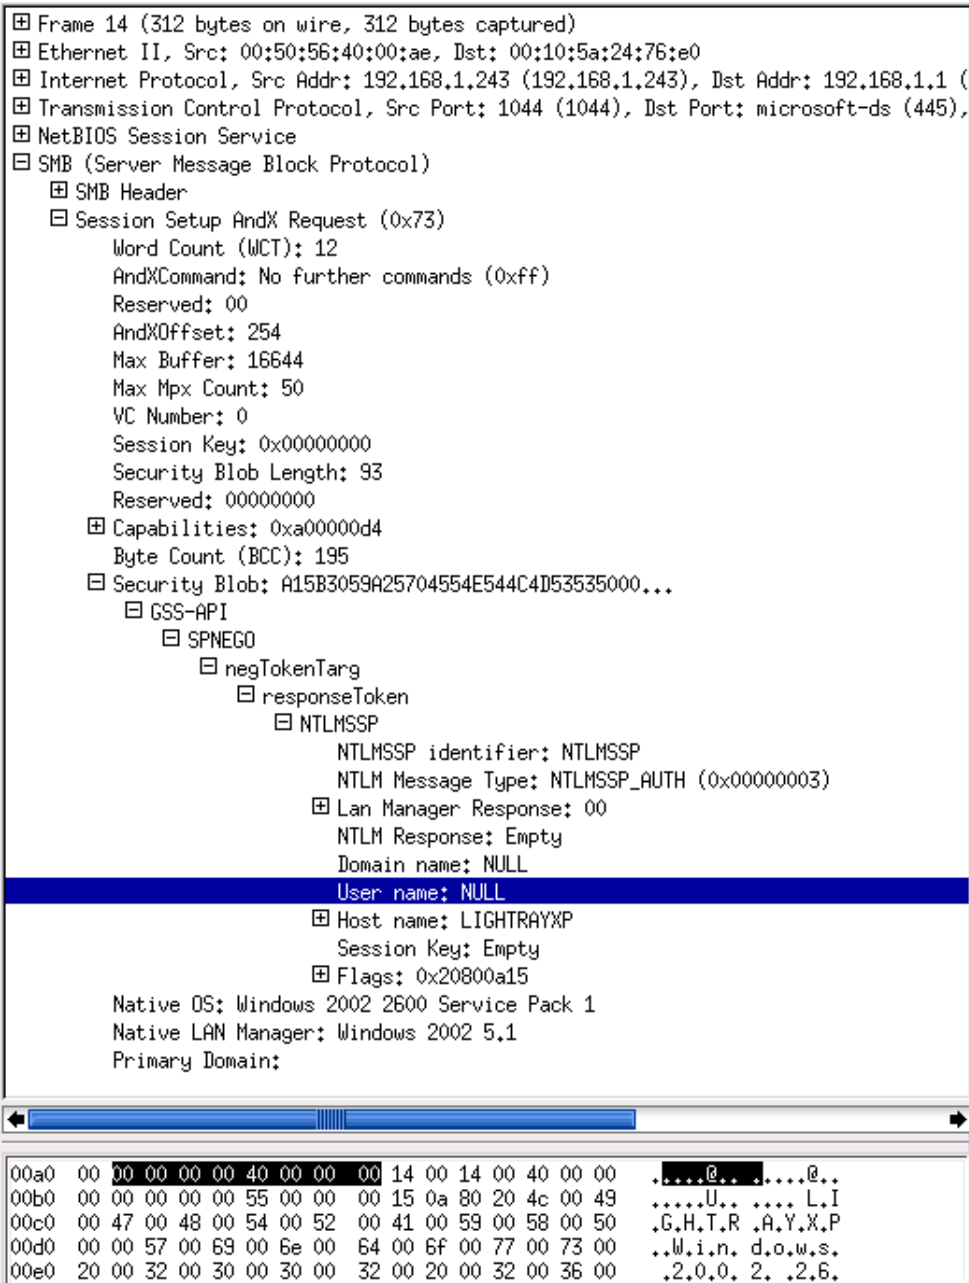 Frame 14 (312 bytes on wire, 312 bytes captured)
Ethernet II, Src: 00:50:56:40:00:ae, Dst: 00:10:5a:24:76:e0
Internet Protocol, Src Addr: 192.168.1.243 (192.168.1.243), Dst Addr: 192.168.1.1 (
Transmission Control Protocol, Src Port: 1044 (1044), Dst Port: microsoft-ds (445),
NetBIOS Session Service
SMB (Server Message Block Protocol)
SMB Header
Session Setup AndX Request (0x73)
Word Count (WCT): 12
AndXCommand: No further commands (0xff)
Reserved: 00
AndXOffset: 254
Max Buffer: 16644
Max Mpx Count: 50
VC Number: 0
Session Key: 0x00000000
Security Blob Length: 93
Reserved: 00000000
Capabilities: 0xa00000d4
Byte Count (BCC): 195
Security Blob: A15B3059A25704554E544C4D53535000...
GSS-API
SPNEGO
negTokenTarg
responseToken
NTLMSSP
NTLMSSP identifier: NTLMSSP
NTLM Message Type: NTLMSSP_AUTH (0x00000003)
Lan Manager Response: 00
NTLM Response: Empty
Domain name: NULL
User name: NULL
Host name: LIGHTRAYXP
Session Key: Empty
Flags: 0x20800a15
Native OS: Windows 2002 2600 Service Pack 1
Native LAN Manager: Windows 2002 5.1
Primary Domain:
00a0 00 00 00 00 00 40 00 00 00 14 00 14 00 40 00 00 .....@.. .....@..
00b0 00 00 00 00 00 55 00 00 00 15 0a 80 20 4c 00 49 .....U.. .... L.I
00c0 00 47 00 48 00 54 00 52 00 41 00 59 00 58 00 50 .G.H.T.R .A.Y.X.P
00d0 00 00 57 00 69 00 6e 00 64 00 6f 00 77 00 73 00 ..W.i.n. d.o.w.s.
00e0 20 00 32 00 30 00 30 00 32 00 20 00 32 00 36 00 .2.0.0. 2. .2.6.